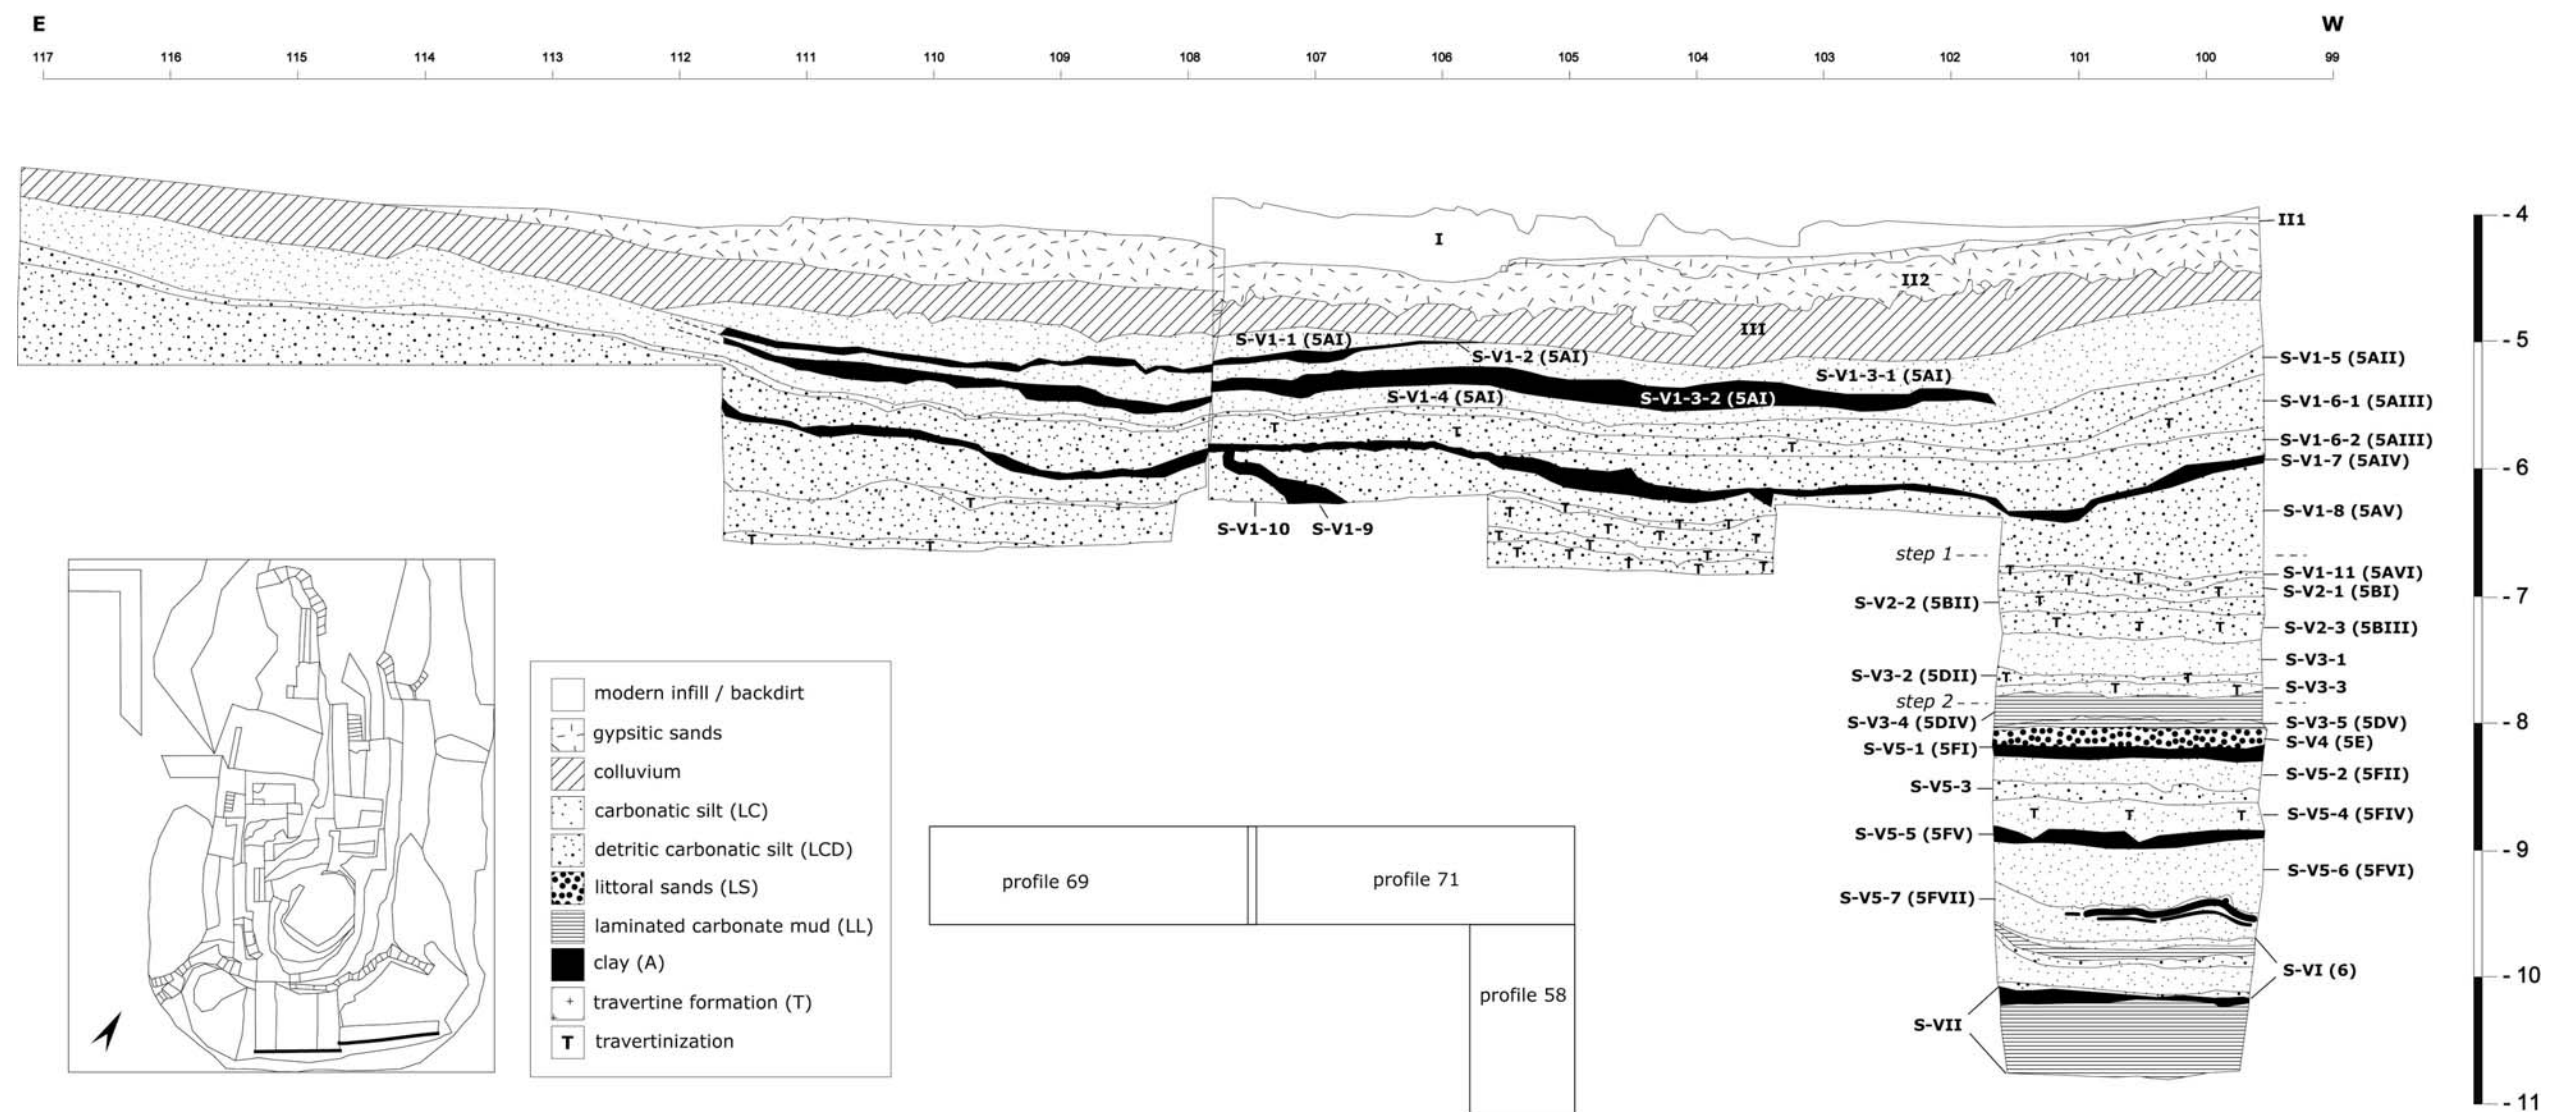 E
W
117 116 115 114 113 112 111 110 109 108 107 106 105 104 103 102 101 100 99
- 4
II1
I
II2
III
- 5
S-V1-1 (5AI)
S-V1-2 (5AI)
S-V1-5 (5AII)
S-V1-3-1 (5AI)
S-V1-4 (5AI)
S-V1-3-2 (5AI)
S-V1-6-1 (5AIII)
T
T
T
T
S-V1-6-2 (5AIII)
S-V1-7 (5AIV)
- 6
S-V1-10
S-V1-9
S-V1-8 (5AV)
T T
T T
T T T T T
T T T
T T T
T T T T
step 1
S-V1-11 (5AVI)
T T T
S-V2-1 (5BI)
T
- 7
S-V2-2 (5BII)
T
S-V2-3 (5BIII)
T T T
S-V3-1
S-V3-2 (5DII)
T T
S-V3-3
T T
step 2
S-V3-4 (5DIV)
S-V3-5 (5DV)
- 8
S-V4 (5E)
S-V5-1 (5FI)
S-V5-2 (5FII)
S-V5-3
S-V5-4 (5FIV)
T T T
S-V5-5 (5FV)
- 9
S-V5-6 (5FVI)
S-V5-7 (5FVII)
S-VI (6)
- 10
S-VII
- 11
modern infill / backdirt
gypsitic sands
colluvium
carbonatic silt (LC)
detritic carbonatic silt (LCD)
littoral sands (LS)
laminated carbonate mud (LL)
clay (A)
travertine formation (T)
T travertinization
profile 69
profile 71
profile 58